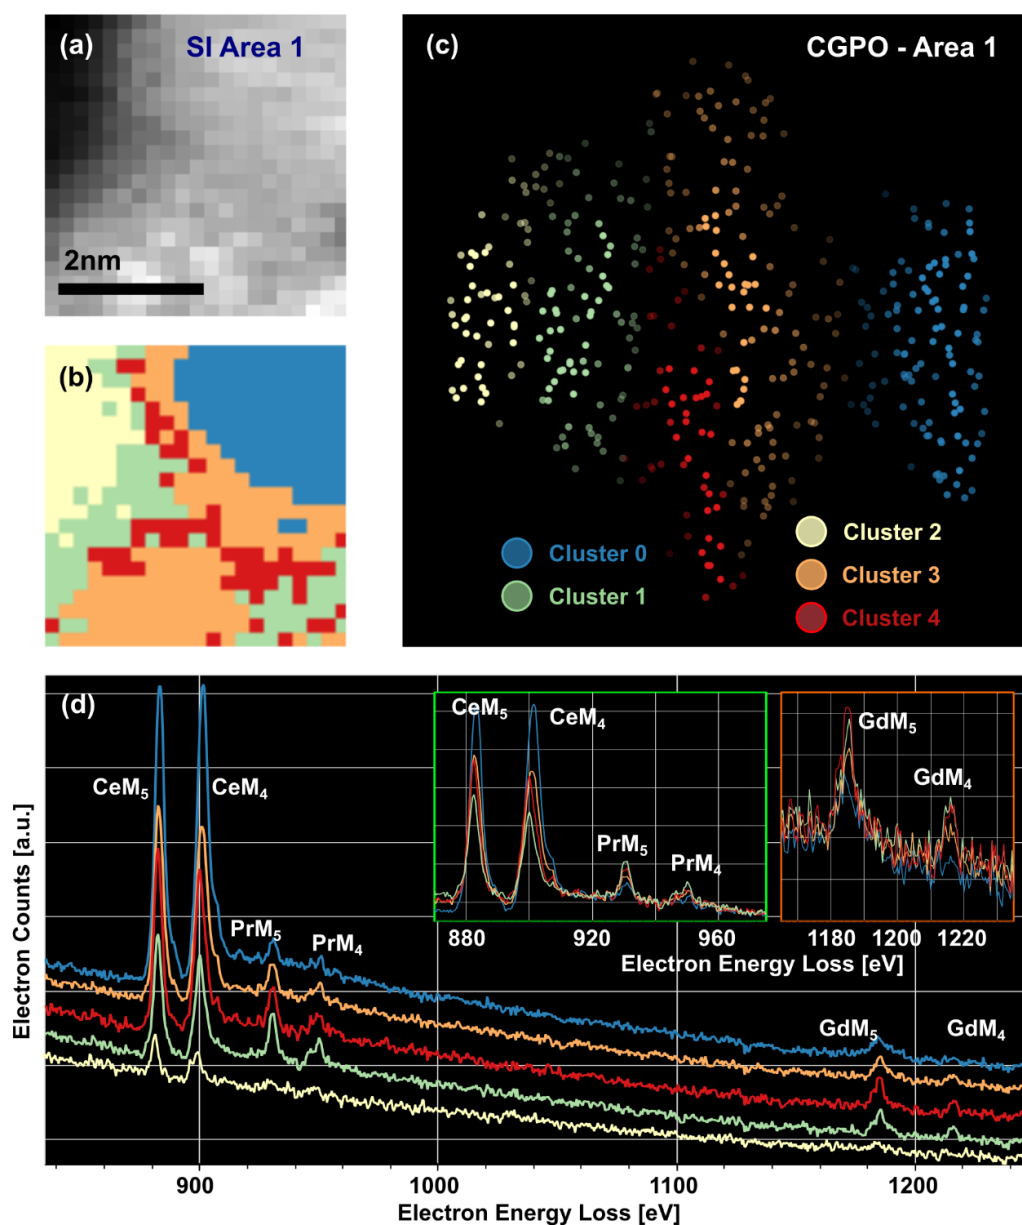 (a)
SI Area 1
2nm
(b)
(c)
CGPO - Area 1
Cluster 0
Cluster 1
Cluster 2
Cluster 3
Cluster 4
(d)
CeM5
CeM4
PrM5
PrM4
GdM5
GdM4
CeM5
CeM4
PrM5
PrM4
880 920 960
Electron Energy Loss [eV]
GdM5
GdM4
1180 1200 1220
Electron Counts [a.u.]
900 1000 1100 1200
Electron Energy Loss [eV]